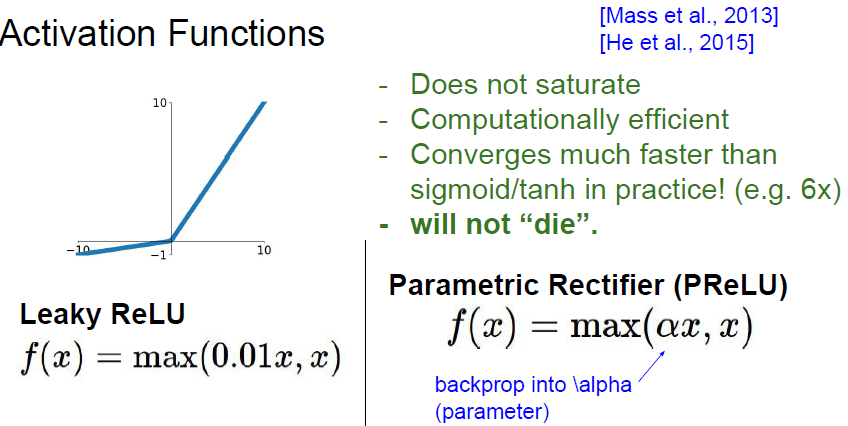 Activation Functions
[Mass et al., 2013]
[He et al., 2015]
10
-10
-1
10
- Does not saturate
- Computationally efficient
- Converges much faster than
sigmoid/tanh in practice! (e.g. 6x)
- will not “die”.
Leaky ReLU
f(x) = max(0.01x, x)
Parametric Rectifier (PReLU)
f(x) = max(αx, x)
backprop into \alpha
(parameter)